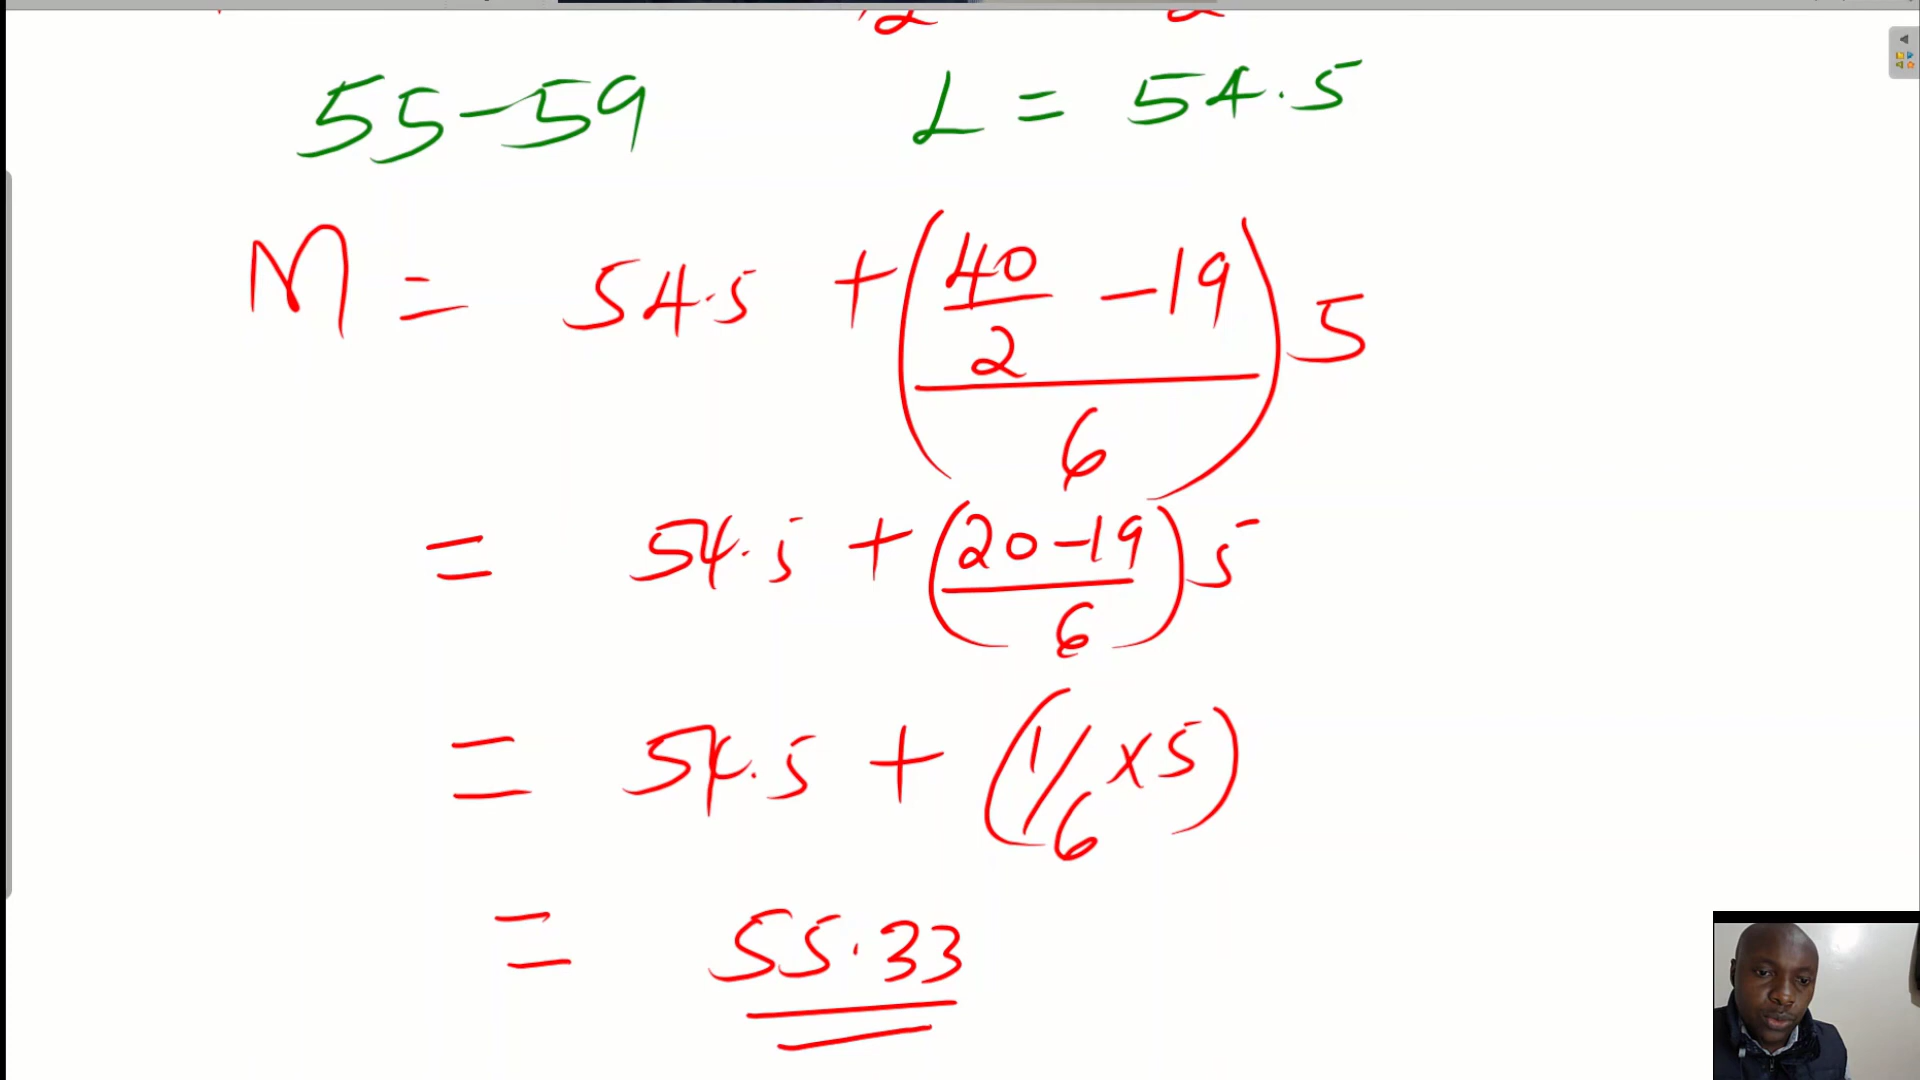 55-59 L = 54.5
M = 54.5 + (40/2 - 19 / 6) 5
= 54.5 + (20-19 / 6) 5
= 54.5 + (1/6 x 5)
= 55.33